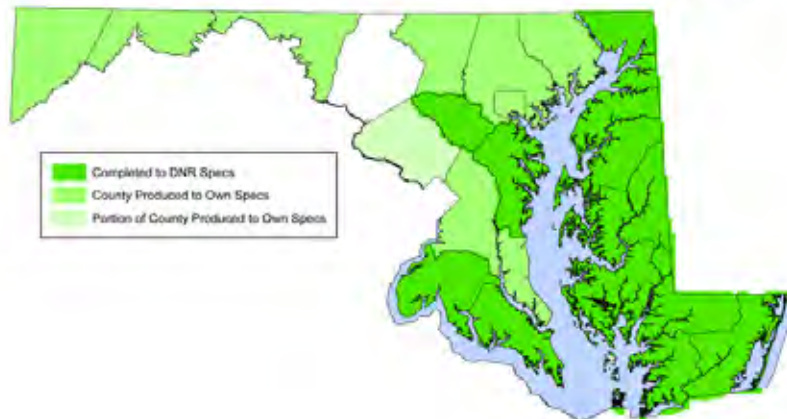 Completed to DNR Specs
County Produced to Own Specs
Portion of County Produced to Own Specs